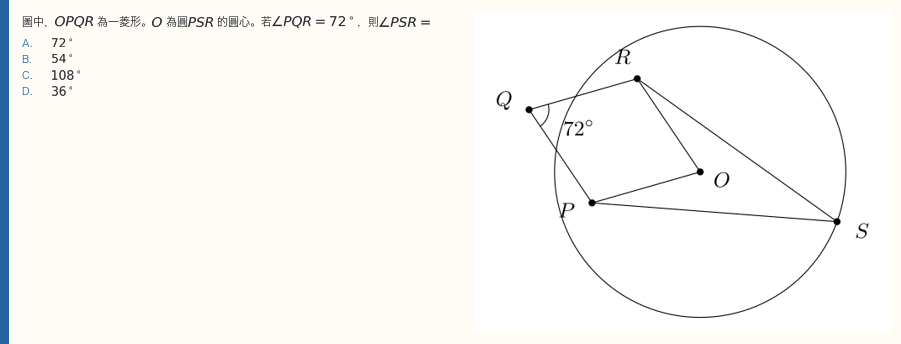 圖中，OPQR 為一菱形。O 為圓PSR 的圓心。若∠PQR = 72°，則∠PSR =
A. 72°
B. 54°
C. 108°
D. 36°
R
Q
72°
O
P
S